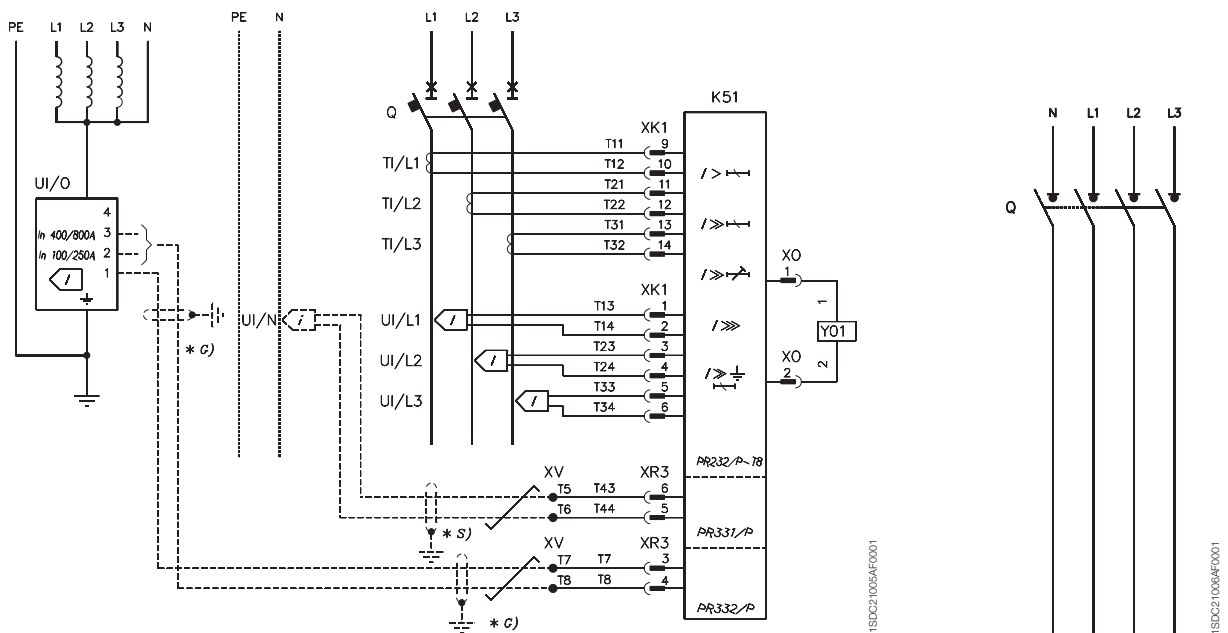 PE L1 L2 L3 N
PE N
L1 L2 L3
UI/O
4
In 400/800A 3
In 100/250A 2
1
I
* G)
UI/N
i
Q
TI/L1
TI/L2
TI/L3
UI/L1
I
UI/L2
I
UI/L3
I
XK1
T11 9
T12 10
T21 11
T22 12
T31 13
T32 14
XK1
T13 1
T14 2
T23 3
T24 4
T33 5
T34 6
XV XR3
T5 T43 6
T6 T44 5
* S)
XV XR3
T7 T7 3
T8 T8 4
* G)
K51
I >
I >>
I >>
I >>>
I >>
PR232/P-T8
PR331/P
PR332/P
XO
1
1
YO1
2
XO
2
1SDC21005AF0001
N L1 L2 L3
Q
1SDC21006AF0001